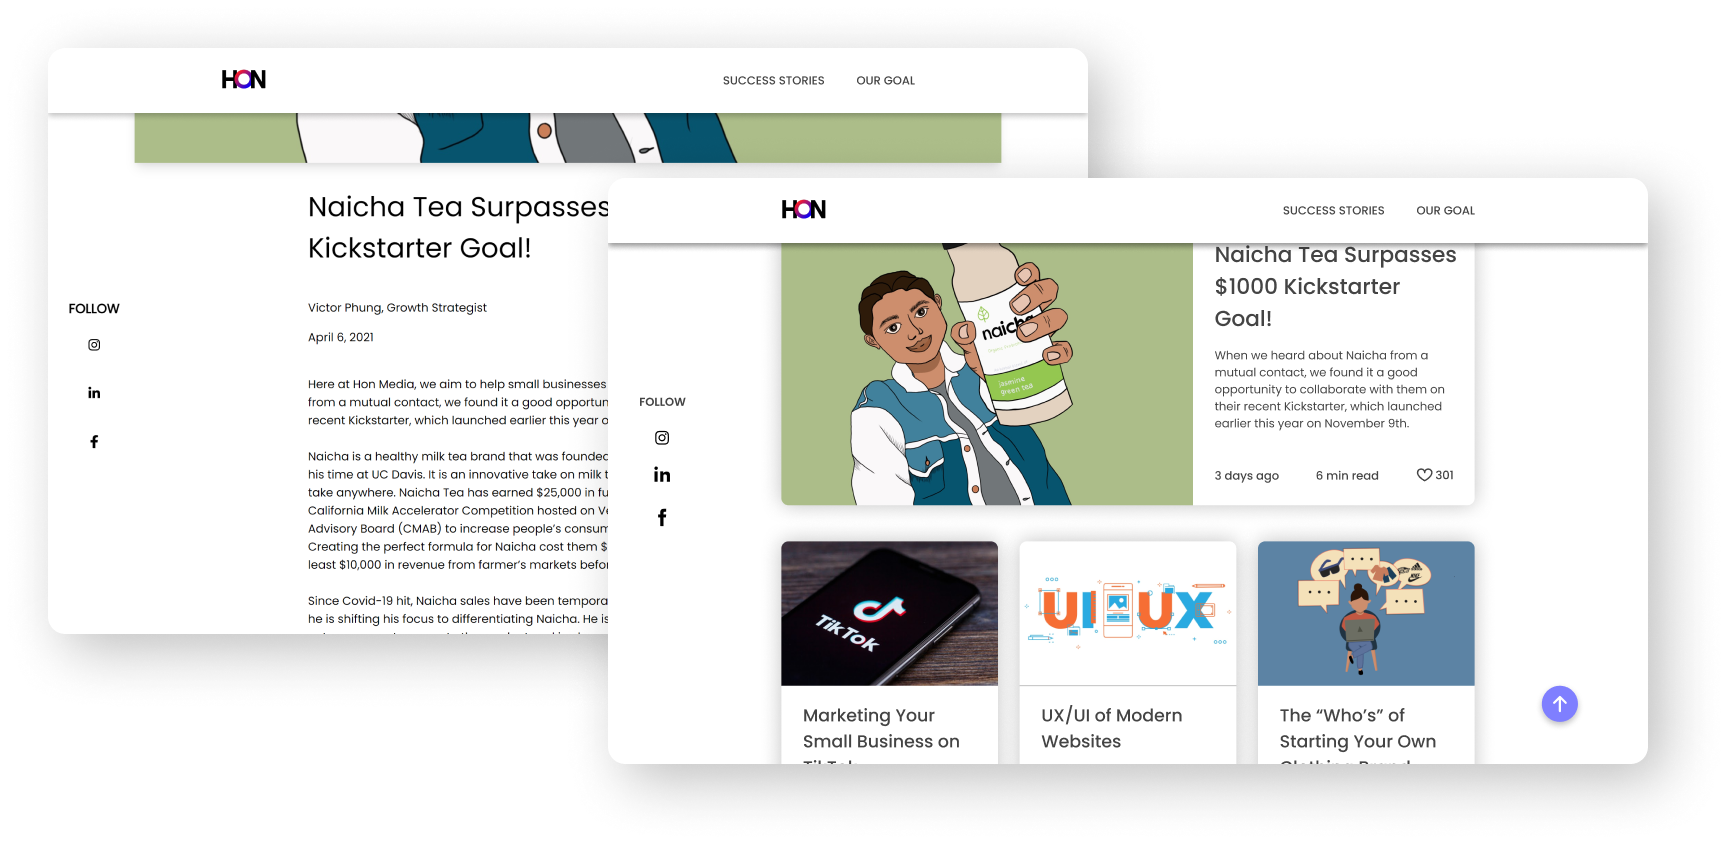 HON
SUCCESS STORIES
OUR GOAL
Naicha Tea Surpasses
Kickstarter Goal!
Victor Phung, Growth Strategist
April 6, 2021
FOLLOW
Here at Hon Media, we aim to help small businesses
from a mutual contact, we found it a good
recent Kickstarter, which launched earlier this year
Naicha is a healthy milk tea brand that was founded
his time at UC Davis. It is an innovative take on milk
take anywhere. Naicha Tea has earned $25,000 in
California Milk Accelerator Competition hosted on
Advisory Board (CMAB) to increase people’s
Creating the perfect formula for Naicha cost them
least $10,000 in revenue from farmer’s markets
Since Covid-19 hit, Naicha sales have been
he is shifting his focus to differentiating Naicha. He is
HON
SUCCESS STORIES
OUR GOAL
naicha
jasmine
green tea
Naicha Tea Surpasses
$1000 Kickstarter
Goal!
When we heard about Naicha from a
mutual contact, we found it a good
opportunity to collaborate with them on
their recent Kickstarter, which launched
earlier this year on November 9th.
3 days ago
6 min read
301
FOLLOW
TikTok
UI UX
Marketing Your
Small Business on
UX/UI of Modern
Websites
The “Who’s” of
Starting Your Own